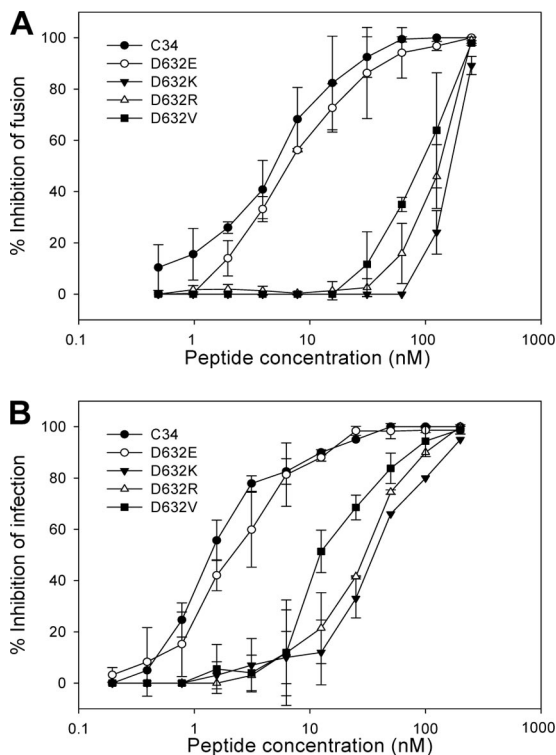 A
% Inhibition of fusion
100
80
60
40
20
0
C34
D632E
D632K
D632R
D632V
0.1 1 10 100 1000
Peptide concentration (nM)
B
% Inhibition of infection
100
80
60
40
20
0
C34
D632E
D632K
D632R
D632V
0.1 1 10 100 1000
Peptide concentration (nM)